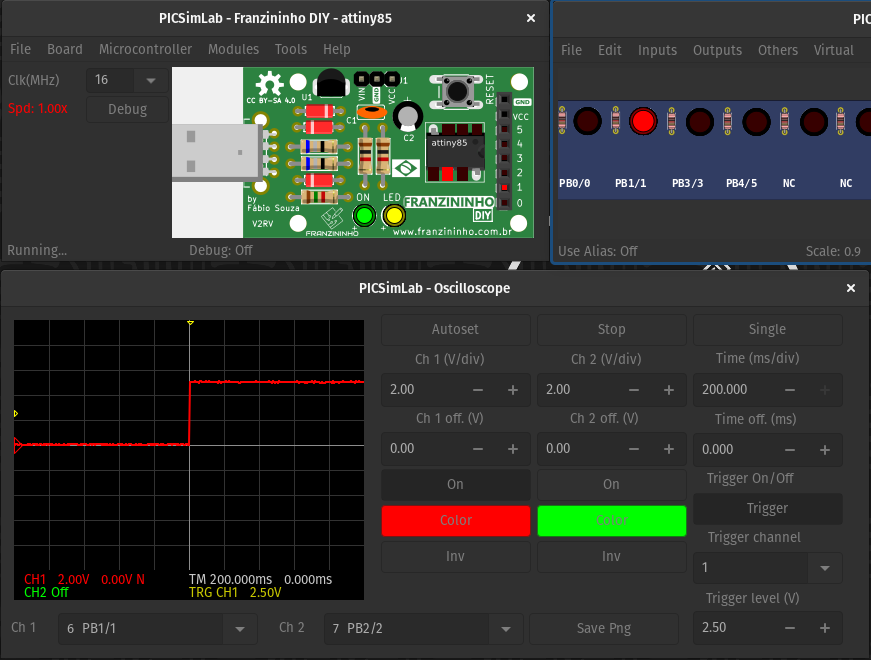 PICSimLab - Franzininho DIY - attiny85
File Board Microcontroller Modules Tools Help
Clk(MHz) 16
Spd: 1.00x Debug
CC BY-SA 4.0
U1
VIN
GND
VCC
J1
RESET
C1
C2
attiny85
GND
VCC
5
4
3
2
1
0
by
Fábio Souza
V2RV
ON LED
FRANZININHO
DIY
FRANZININHO
www.franzininho.com.br
Running... Debug: Off
PIC
File Edit Inputs Outputs Others Virtual
PB0/0 PB1/1 PB3/3 PB4/5 NC NC
Use Alias: Off Scale: 0.9
PICSimLab - Oscilloscope
Autoset Stop Single
Ch 1 (V/div) Ch 2 (V/div) Time (ms/div)
2.00 − + 2.00 − + 200.000 − +
Ch 1 off. (V) Ch 2 off. (V) Time off. (ms)
0.00 − + 0.00 − + 0.000 − +
On On Trigger On/Off
Color Color Trigger
Inv Inv Trigger channel
1
Trigger level (V)
2.50 − +
CH1 2.00V 0.00V N TM 200.000ms 0.000ms
CH2 Off TRG CH1 2.50V
Ch 1 6 PB1/1 Ch 2 7 PB2/2 Save Png